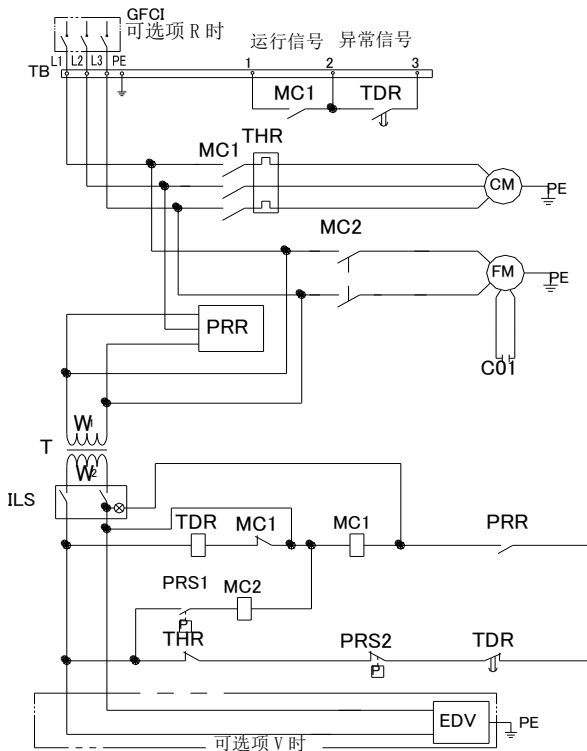 GFCI
可选项 R 时
L1 L2 L3 PE
运行信号 异常信号
TB 1 2 3
MC1 TDR
MC1 THR
CM PE
MC2
FM PE
PRR
C01
W1
T
W2
ILS
TDR MC1 MC1 PRR
PRS1 MC2
P
THR PRS2 TDR
P
EDV PE
可选项 V 时